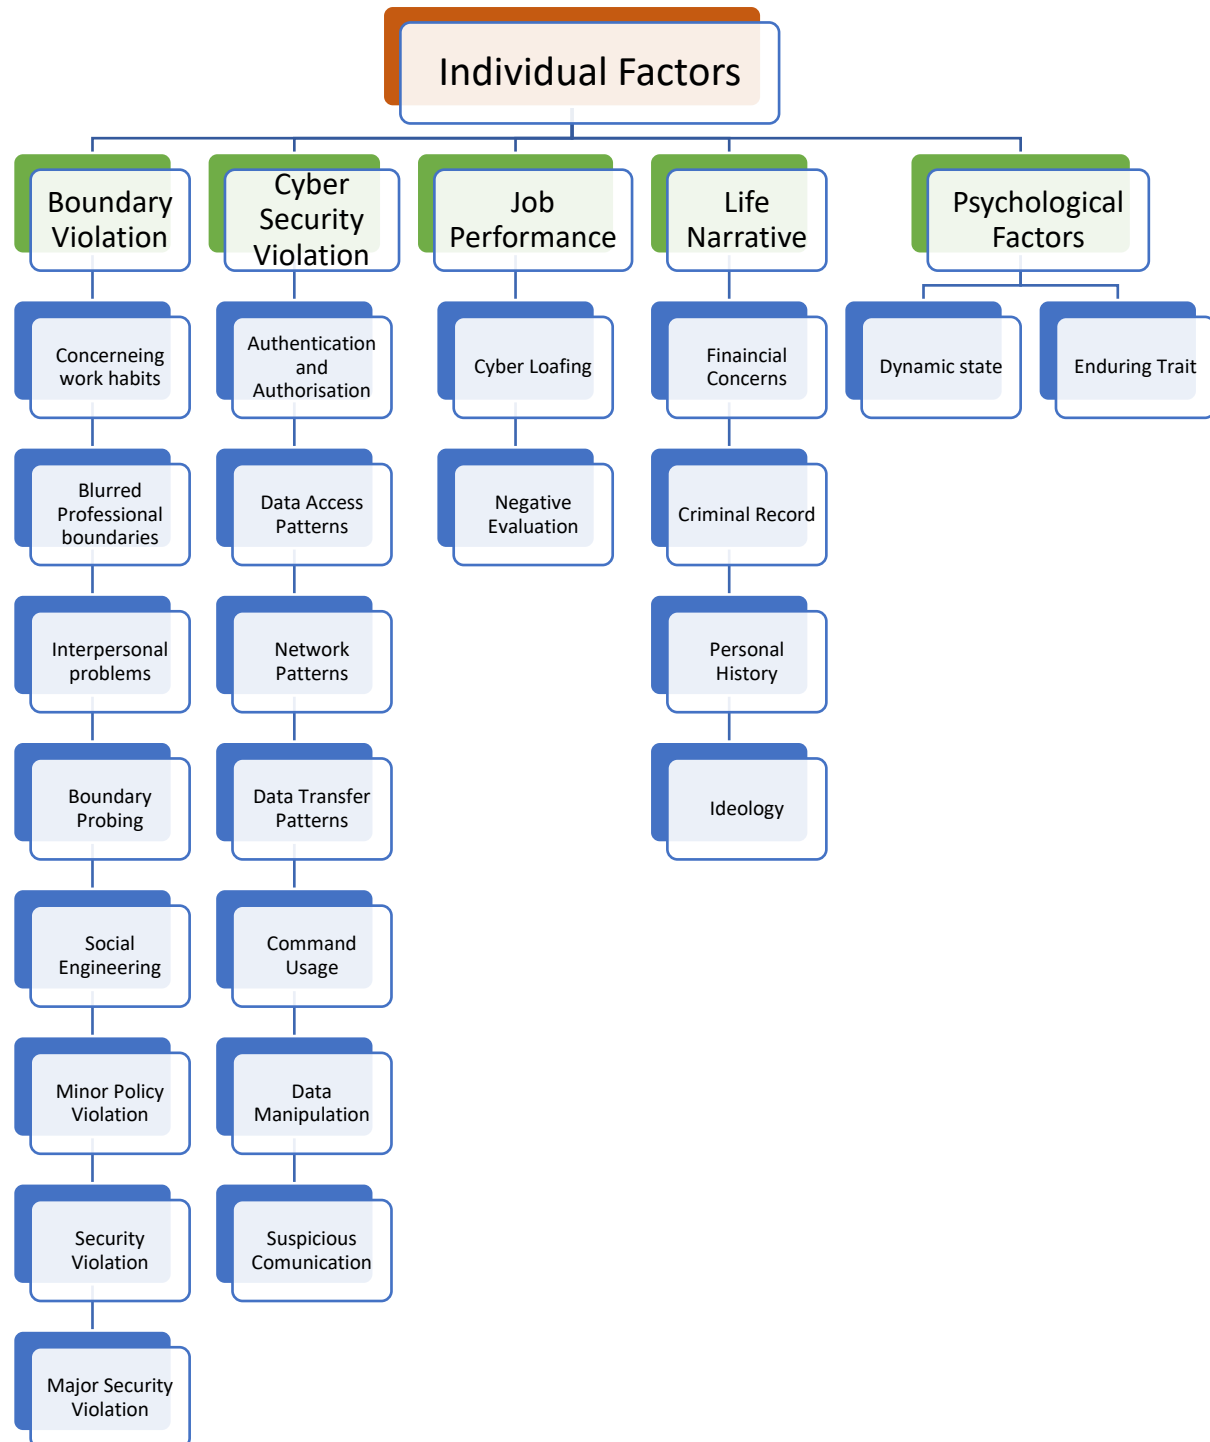 Individual Factors
Boundary
Violation
Cyber
Security
Violation
Job
Performance
Life
Narrative
Psychological
Factors
Concerneing
work habits
Blurred
Professional
boundaries
Interpersonal
problems
Boundary
Probing
Social
Engineering
Minor Policy
Violation
Security
Violation
Major Security
Violation
Authentication
and
Authorisation
Data Access
Patterns
Network
Patterns
Data Transfer
Patterns
Command
Usage
Data
Manipulation
Suspicious
Comunication
Cyber Loafing
Negative
Evaluation
Finaincial
Concerns
Criminal Record
Personal
History
Ideology
Dynamic state
Enduring Trait